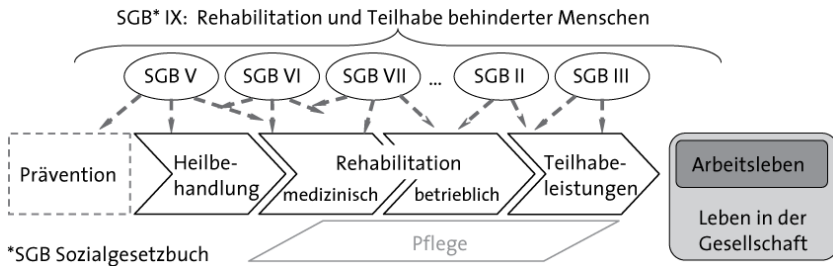 SGB* IX: Rehabilitation und Teilhabe behinderter Menschen
SGB V
SGB VI
SGB VII
...
SGB II
SGB III
Prävention
Heilbe-
handlung
Rehabilitation
medizinisch
betrieblich
Teilhabe-
leistungen
Arbeitsleben
Leben in der
Gesellschaft
Pflege
*SGB Sozialgesetzbuch